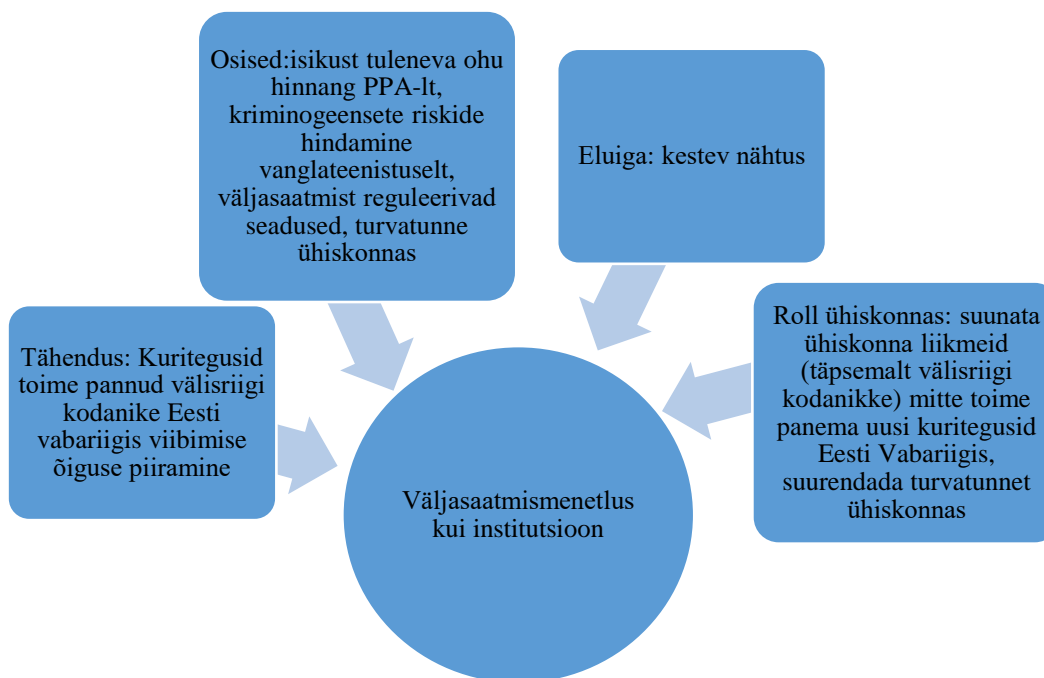 Osised:isikust tuleneva ohu
hinnang PPA-lt,
kriminogeensete riskide
hindamine
vanglateenistuselt,
väljasaatmist reguleerivad
seadused, turvatunne
ühiskonnas
Eluiga: kestev nähtus
Tähendus: Kuritegusid
toime pannud välisriigi
kodanike Eesti
vabariigis viibimise
õiguse piiramine
Roll ühiskonnas: suunata
ühiskonna liikmeid
(täpsemalt välisriigi
kodanikke) mitte toime
panema uusi kuritegusid
Eesti Vabariigis,
suurendada turvatunnet
ühiskonnas
Väljasaatmismenetlus
kui institutsioon